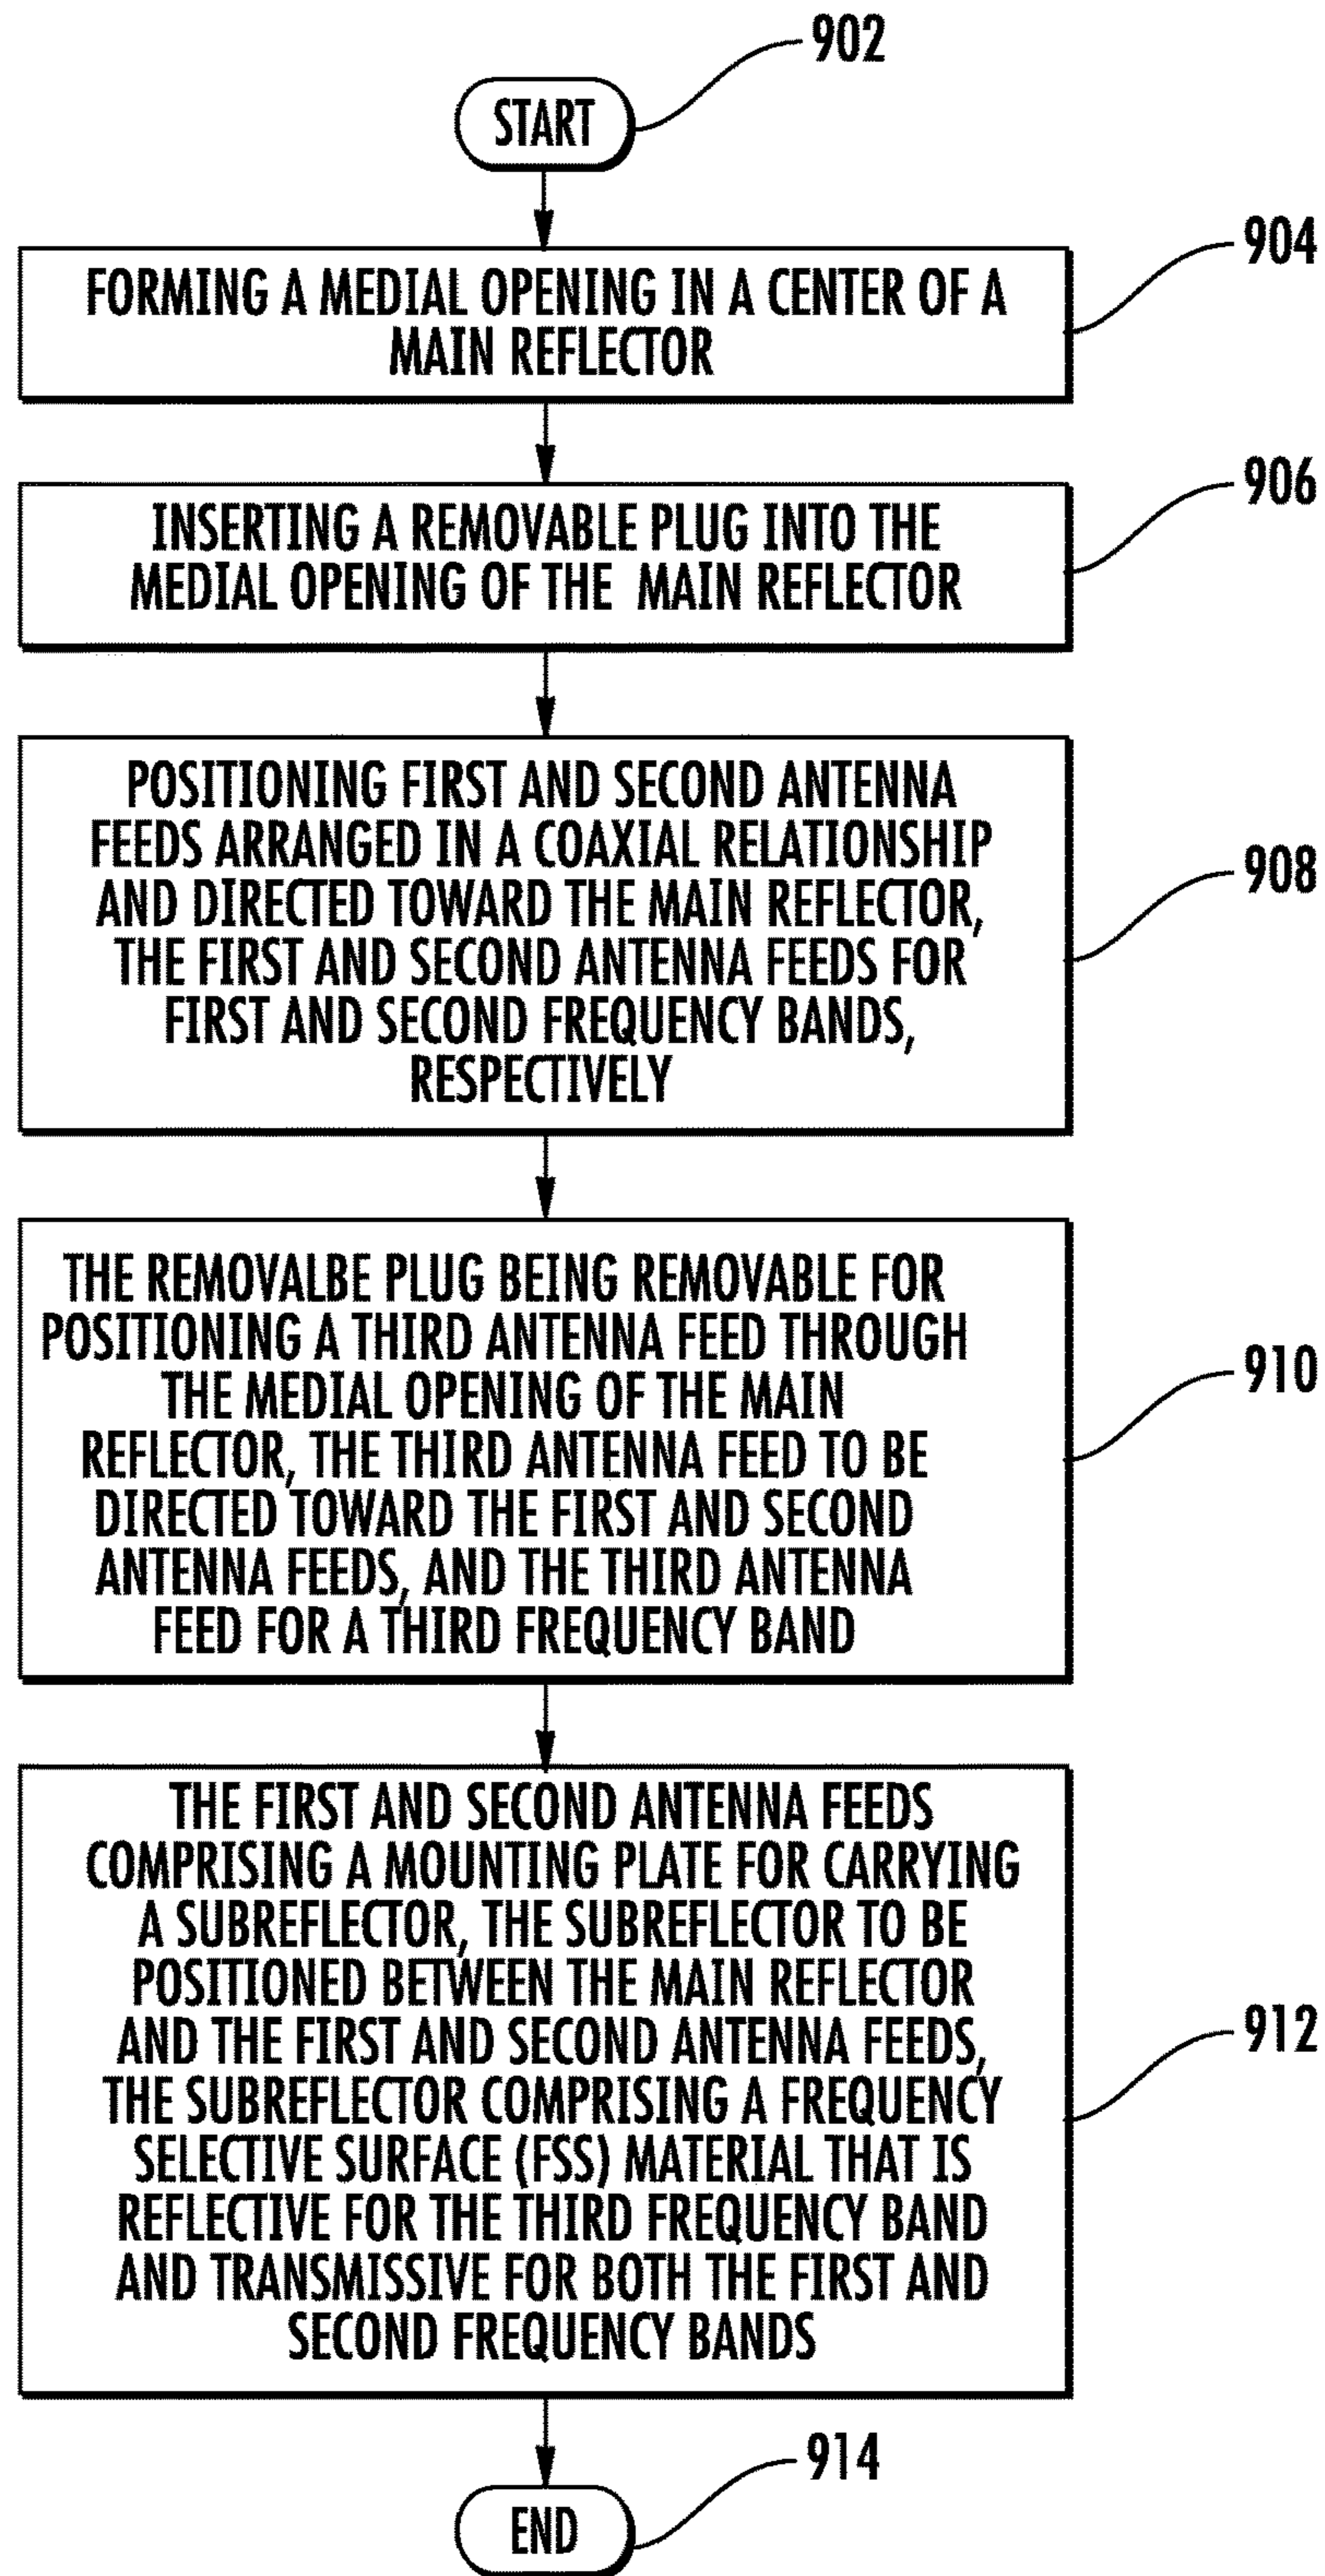 902
START
904
FORMING A MEDIAL OPENING IN A CENTER OF A
MAIN REFLECTOR
906
INSERTING A REMOVABLE PLUG INTO THE
MEDIAL OPENING OF THE MAIN REFLECTOR
908
POSITIONING FIRST AND SECOND ANTENNA
FEEDS ARRANGED IN A COAXIAL RELATIONSHIP
AND DIRECTED TOWARD THE MAIN REFLECTOR,
THE FIRST AND SECOND ANTENNA FEEDS FOR
FIRST AND SECOND FREQUENCY BANDS,
RESPECTIVELY
910
THE REMOVALBE PLUG BEING REMOVABLE FOR
POSITIONING A THIRD ANTENNA FEED THROUGH
THE MEDIAL OPENING OF THE MAIN
REFLECTOR, THE THIRD ANTENNA FEED TO BE
DIRECTED TOWARD THE FIRST AND SECOND
ANTENNA FEEDS, AND THE THIRD ANTENNA
FEED FOR A THIRD FREQUENCY BAND
912
THE FIRST AND SECOND ANTENNA FEEDS
COMPRISING A MOUNTING PLATE FOR CARRYING
A SUBREFLECTOR, THE SUBREFLECTOR TO BE
POSITIONED BETWEEN THE MAIN REFLECTOR
AND THE FIRST AND SECOND ANTENNA FEEDS,
THE SUBREFLECTOR COMPRISING A FREQUENCY
SELECTIVE SURFACE (FSS) MATERIAL THAT IS
REFLECTIVE FOR THE THIRD FREQUENCY BAND
AND TRANSMISSIVE FOR BOTH THE FIRST AND
SECOND FREQUENCY BANDS
914
END